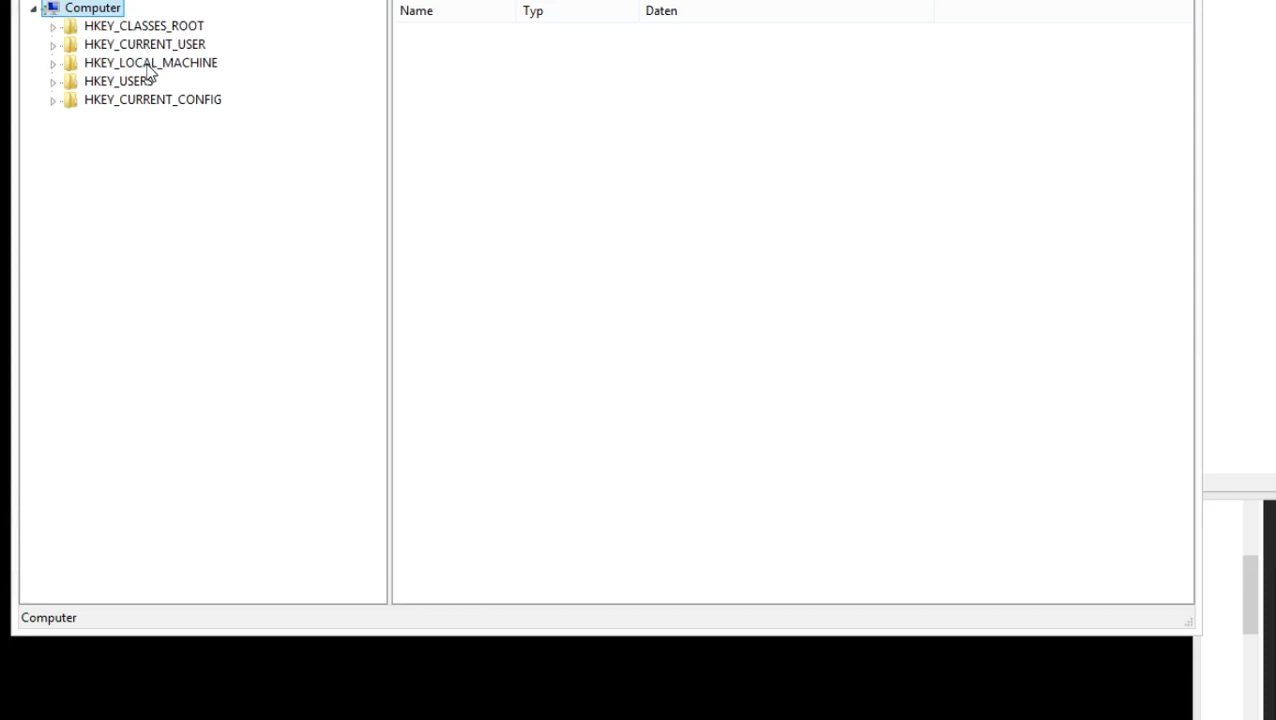 Computer
Name Typ Daten
HKEY_CLASSES_ROOT
HKEY_CURRENT_USER
HKEY_LOCAL_MACHINE
HKEY_USERS
HKEY_CURRENT_CONFIG
Computer